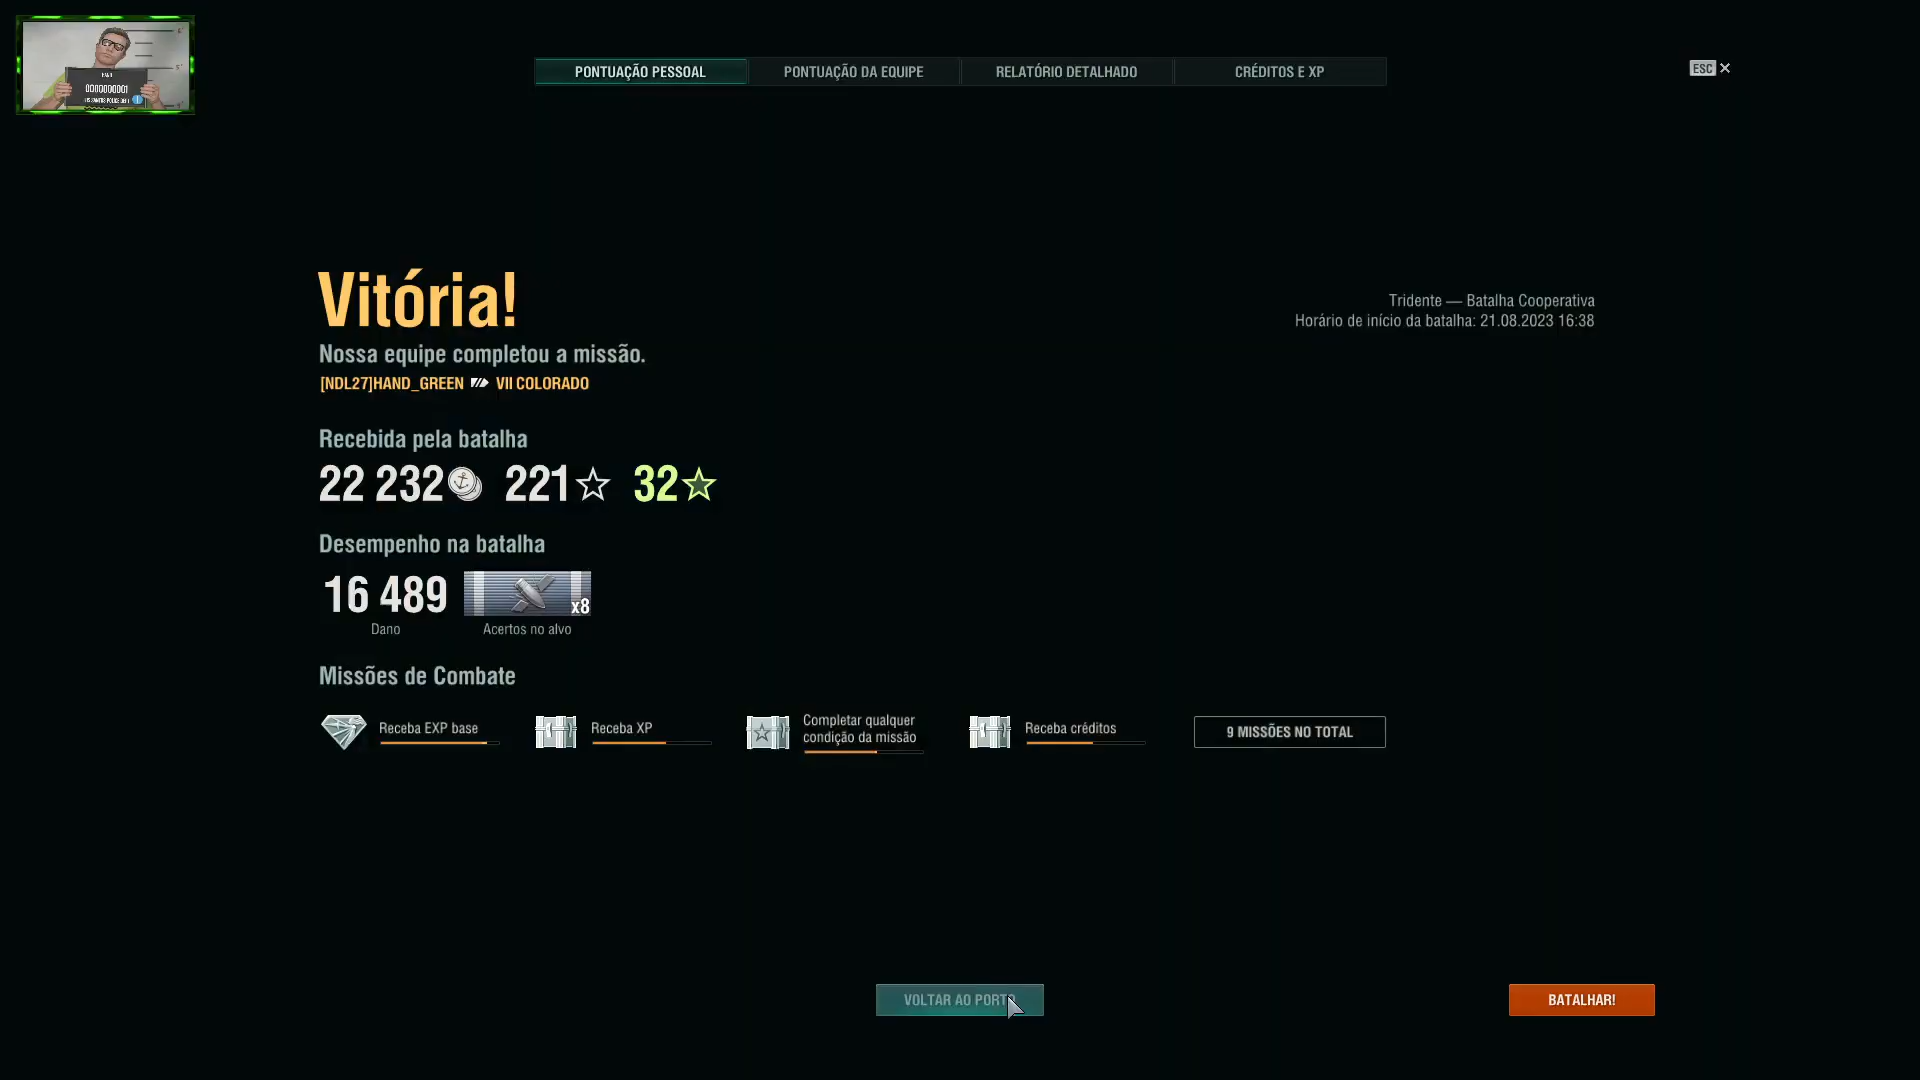 0000000001
PONTUAÇÃO PESSOAL
PONTUAÇÃO DA EQUIPE
RELATÓRIO DETALHADO
CRÉDITOS E XP
ESC
Vitória!
Tridente — Batalha Cooperativa
Horário de início da batalha: 21.08.2023 16:38
Nossa equipe completou a missão.
[NDL27]HAND_GREEN VII COLORADO
Recebida pela batalha
22 232 221 32
Desempenho na batalha
16 489
x8
Dano
Acertos no alvo
Missões de Combate
Receba EXP base
Receba XP
Completar qualquer
condição da missão
Receba créditos
9 MISSÕES NO TOTAL
VOLTAR AO PORTO
BATALHAR!